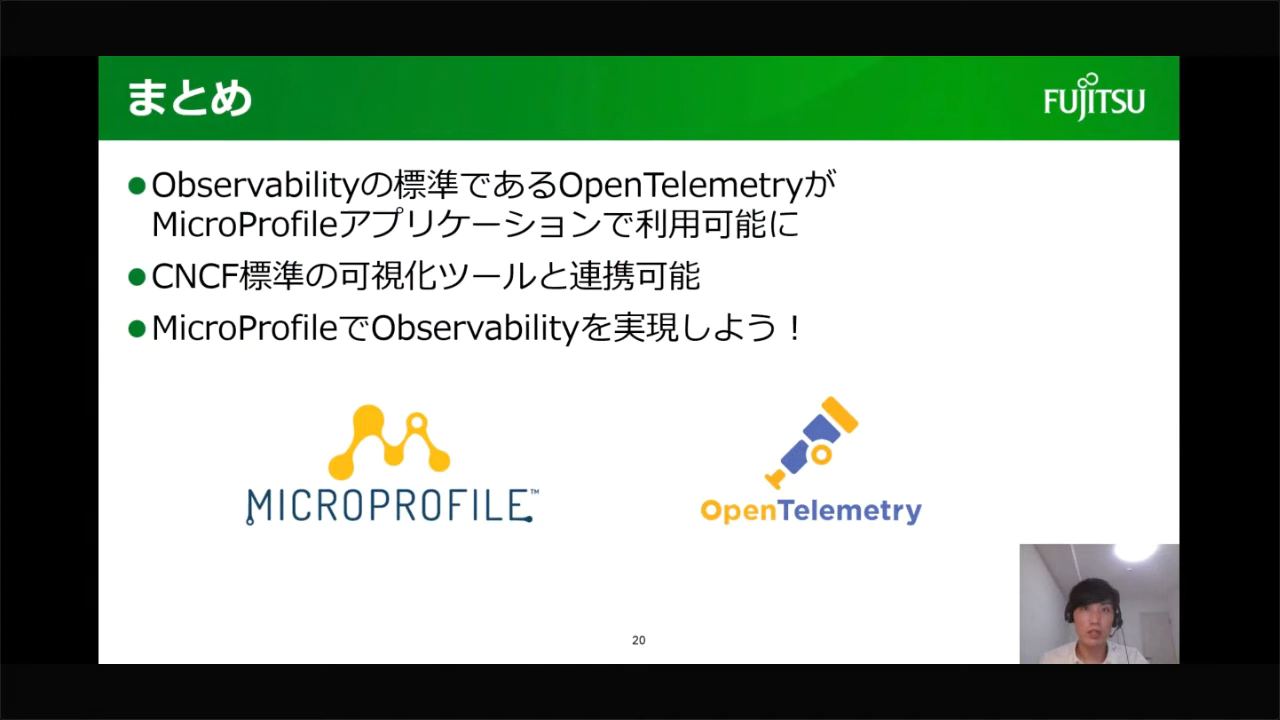 まとめ
FUJITSU
●Observabilityの標準であるOpenTelemetryが
MicroProfileアプリケーションで利用可能に
●CNCF標準の可視化ツールと連携可能
●MicroProfileでObservabilityを実現しよう！
MICROPROFILE™
OpenTelemetry
20